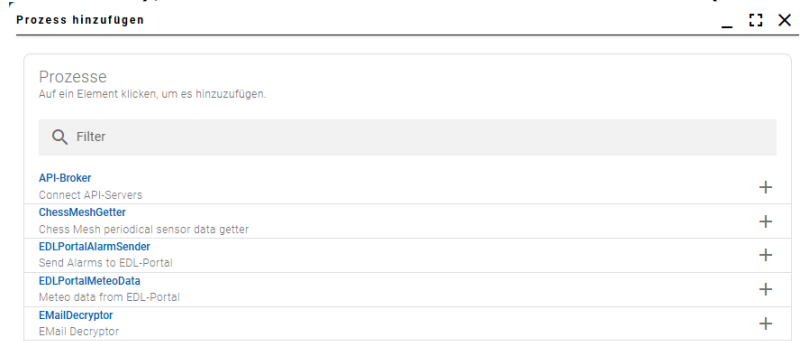 Prozess hinzufügen
Prozesse
Auf ein Element klicken, um es hinzuzufügen.
Filter
API-Broker
Connect API-Servers
ChessMeshGetter
Chess Mesh periodical sensor data getter
EDLPortalAlarmSender
Send Alarms to EDL-Portal
EDLPortalMeteoData
Meteo data from EDL-Portal
EMailDecryptor
EMail Decryptor